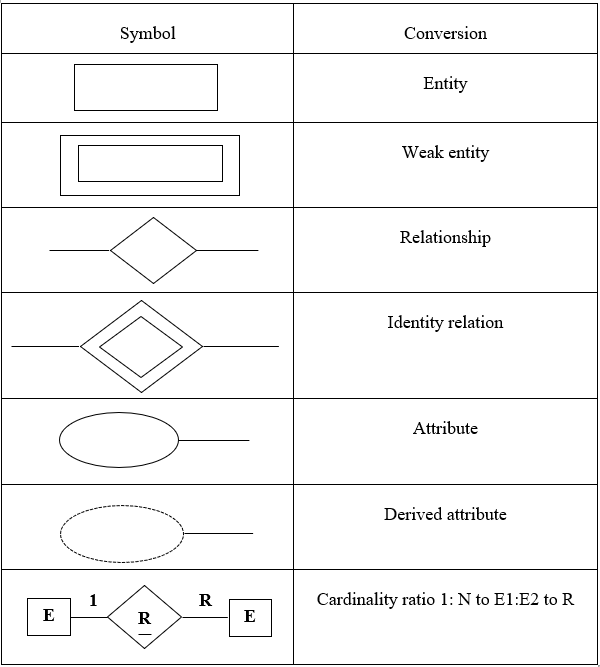 Symbol Conversion
Entity
Weak entity
Relationship
Identity relation
Attribute
Derived attribute
E 1 R R E
Cardinality ratio 1: N to E1:E2 to R